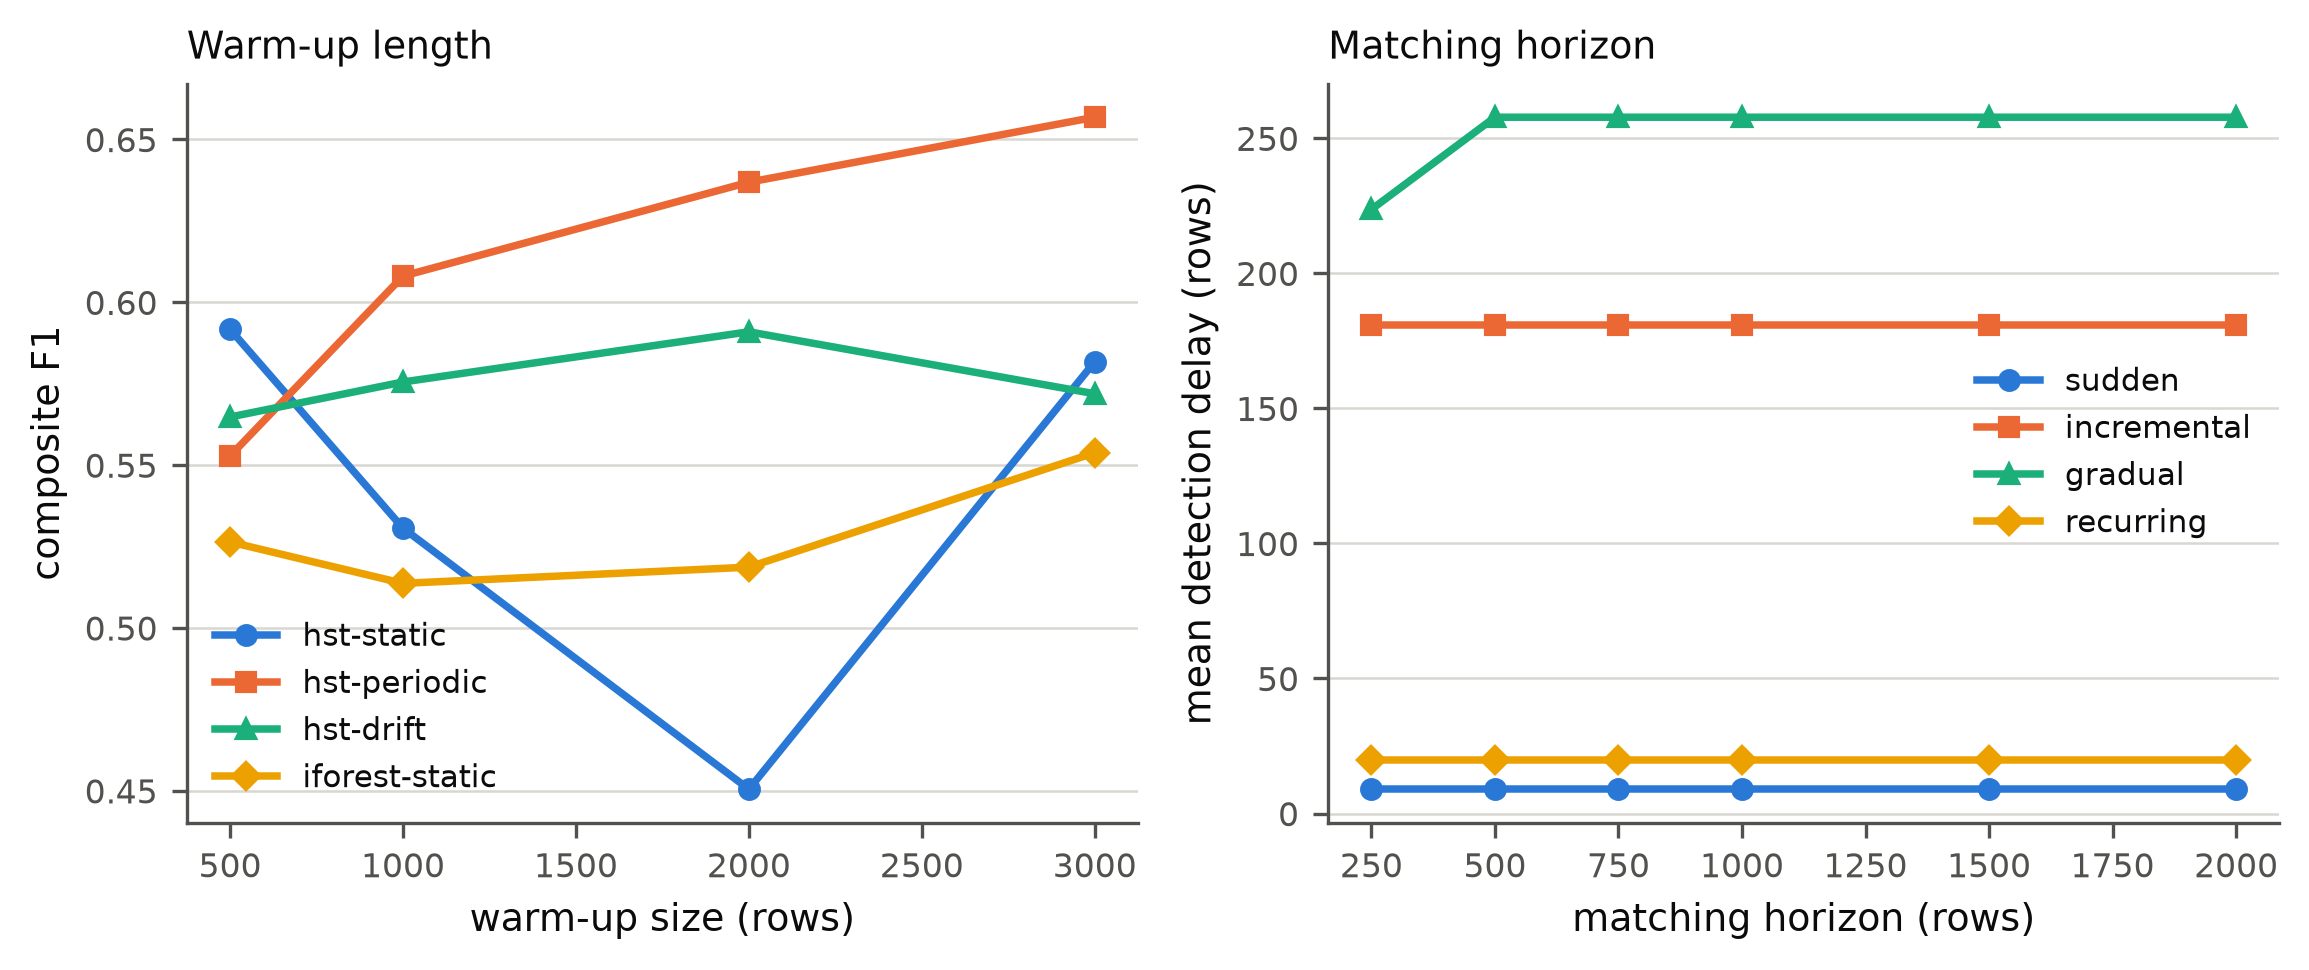 Warm-up length
composite F1
0.65
0.60
0.55
0.50
0.45
hst-static
hst-periodic
hst-drift
iforest-static
500 1000 1500 2000 2500 3000
warm-up size (rows)
Matching horizon
mean detection delay (rows)
250
200
150
100
50
0
sudden
incremental
gradual
recurring
250 500 750 1000 1250 1500 1750 2000
matching horizon (rows)